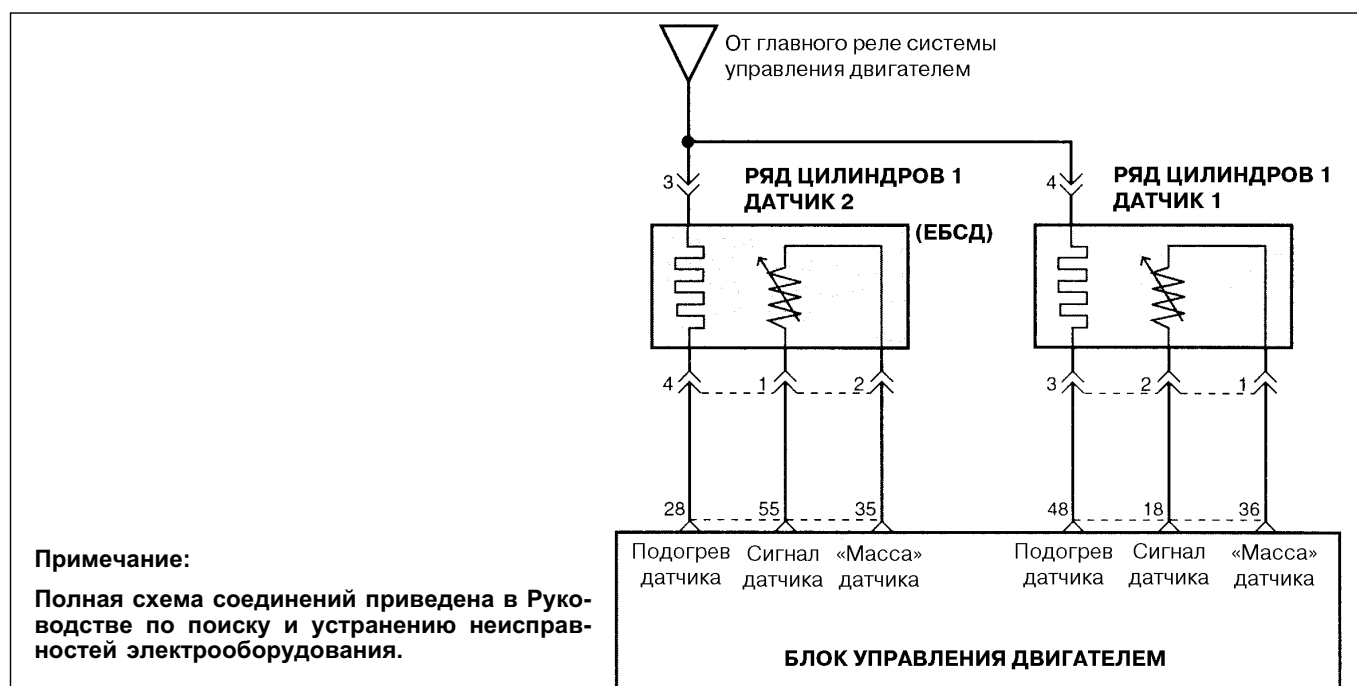 От главного реле системы
управления двигателем
РЯД ЦИЛИНДРОВ 1
ДАТЧИК 2
(ЕБСД)
РЯД ЦИЛИНДРОВ 1
ДАТЧИК 1
3
4
4 1 2 3 2 1
28 55 35 48 18 36
Подогрев датчика
Сигнал датчика
«Масса» датчика
Подогрев датчика
Сигнал датчика
«Масса» датчика
БЛОК УПРАВЛЕНИЯ ДВИГАТЕЛЕМ
Примечание:
Полная схема соединений приведена в Руко-
водстве по поиску и устранению неисправ-
ностей электрооборудования.